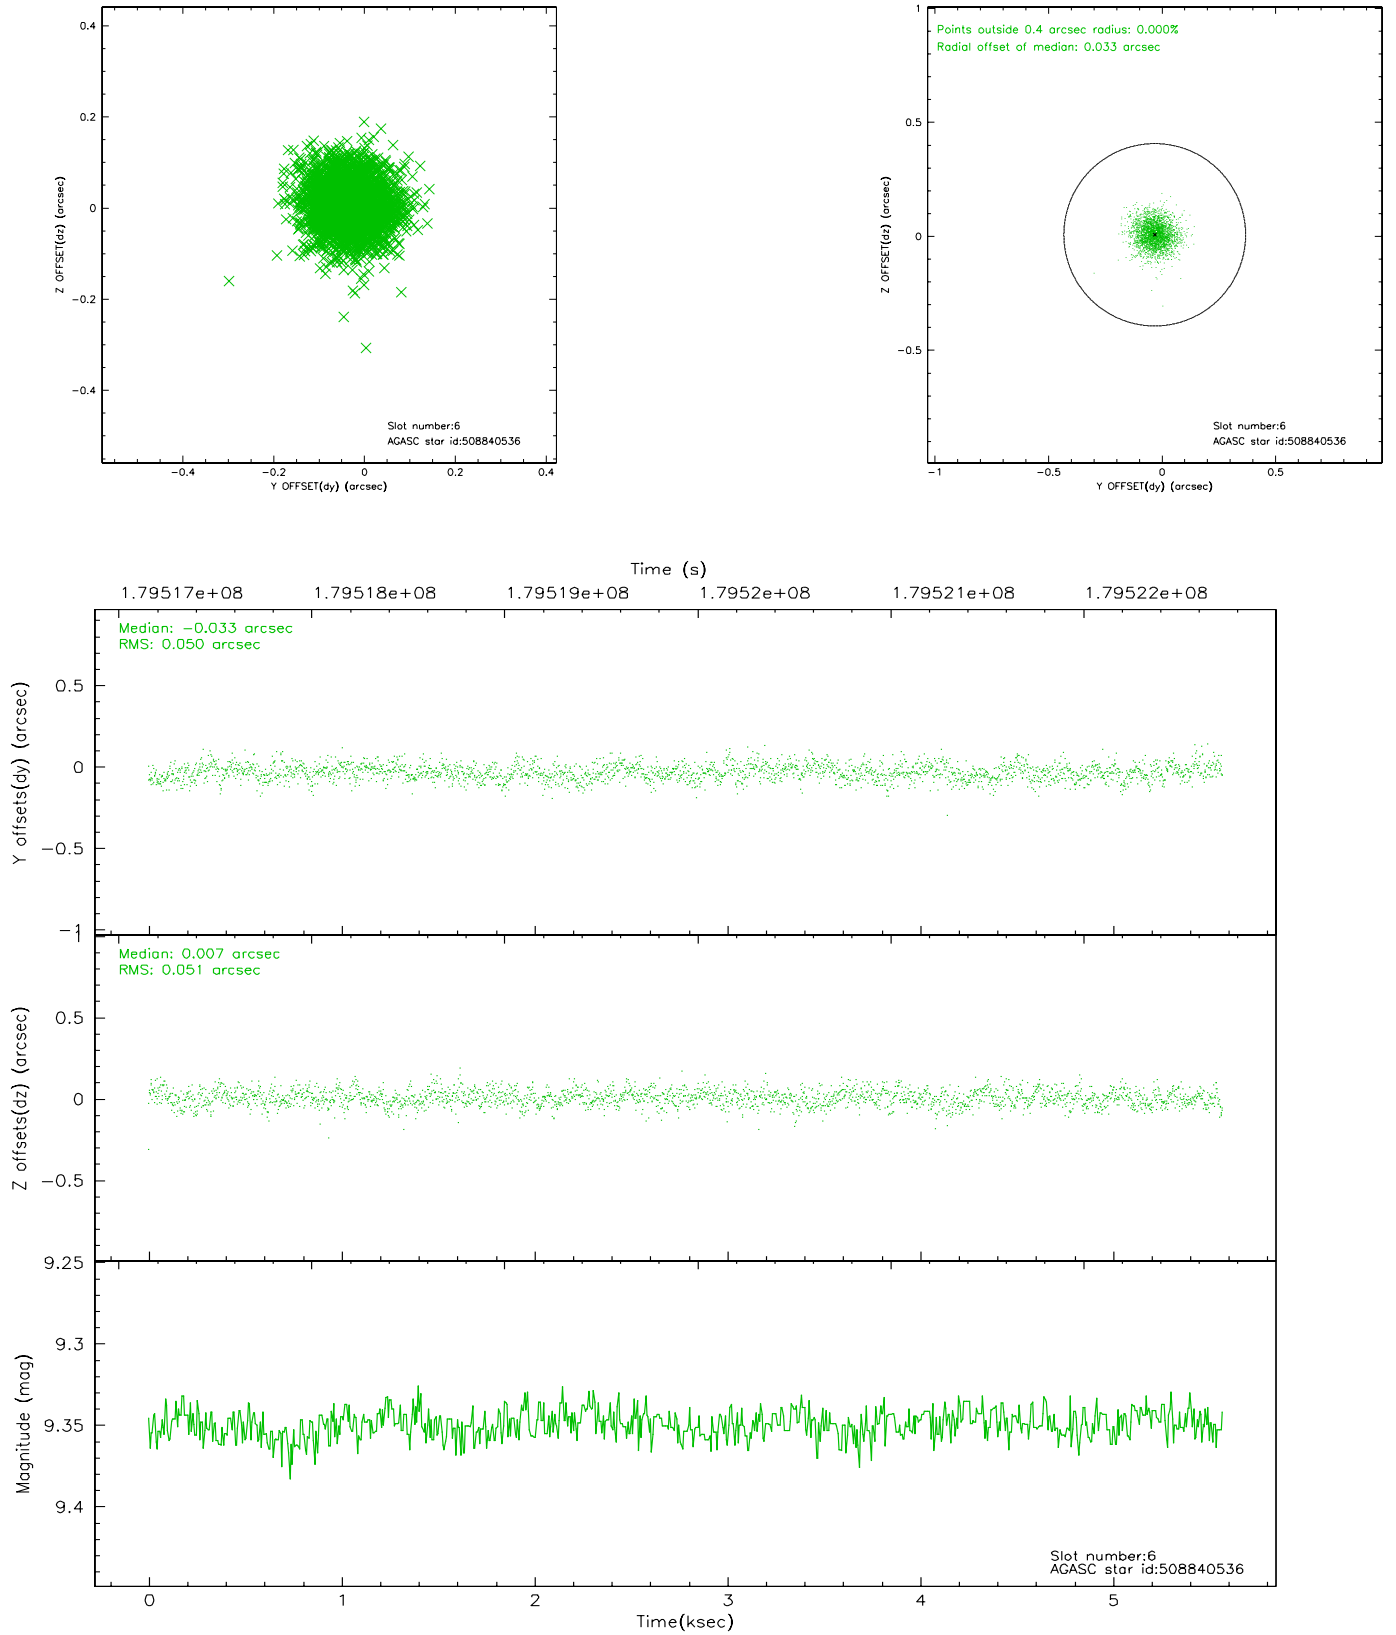 0.4
0.2
0
−0.2
−0.4
Z OFFSET(dz) (arcsec)
Slot number:6
AGASC star id:508840536
−0.4 −0.2 0 0.2 0.4
Y OFFSET(dy) (arcsec)
1
0.5
0
−0.5
Z OFFSET(dz) (arcsec)
Points outside 0.4 arcsec radius: 0.000%
Radial offset of median: 0.033 arcsec
Slot number:6
AGASC star id:508840536
−1 −0.5 0 0.5
Y OFFSET(dy) (arcsec)
Time (s)
1.79517e+08 1.79518e+08 1.79519e+08 1.7952e+08 1.79521e+08 1.79522e+08
Median: −0.033 arcsec
RMS: 0.050 arcsec
0.5
0
−0.5
−1
Y offsets(dy) (arcsec)
1
Median: 0.007 arcsec
RMS: 0.051 arcsec
0.5
0
−0.5
Z offsets(dz) (arcsec)
9.25
9.3
9.35
9.4
Magnitude (mag)
Slot number:6
AGASC star id:508840536
0 1 2 3 4 5
Time(ksec)